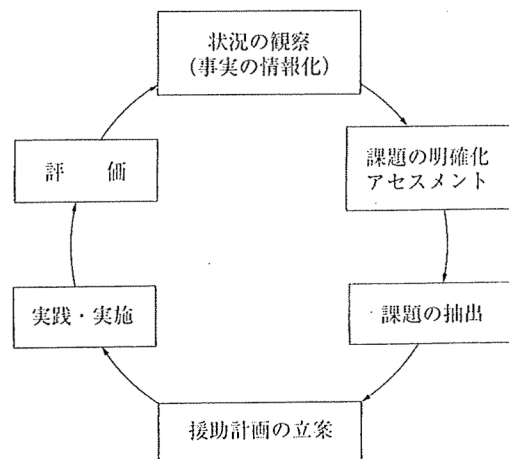 状況の観察
(事実の情報化)
課題の明確化
アセスメント
課題の抽出
援助計画の立案
実践・実施
評　価